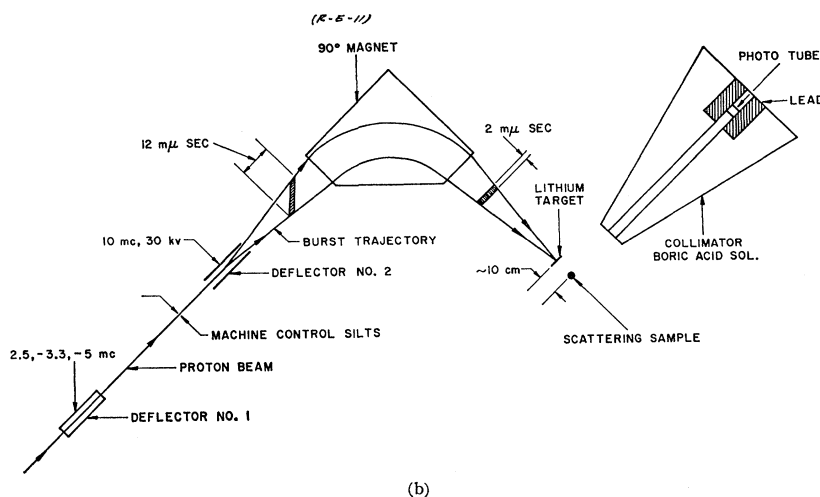 (R-E-11)
90° MAGNET
PHOTO TUBE
LEAD
12 mμ SEC
2 mμ SEC
LITHIUM
TARGET
10 mc, 30 kv
BURST TRAJECTORY
COLLIMATOR
BORIC ACID SOL.
DEFLECTOR NO. 2
~10 cm
MACHINE CONTROL SILTS
SCATTERING SAMPLE
2.5,-3.3,-5 mc
PROTON BEAM
DEFLECTOR NO. 1
(b)